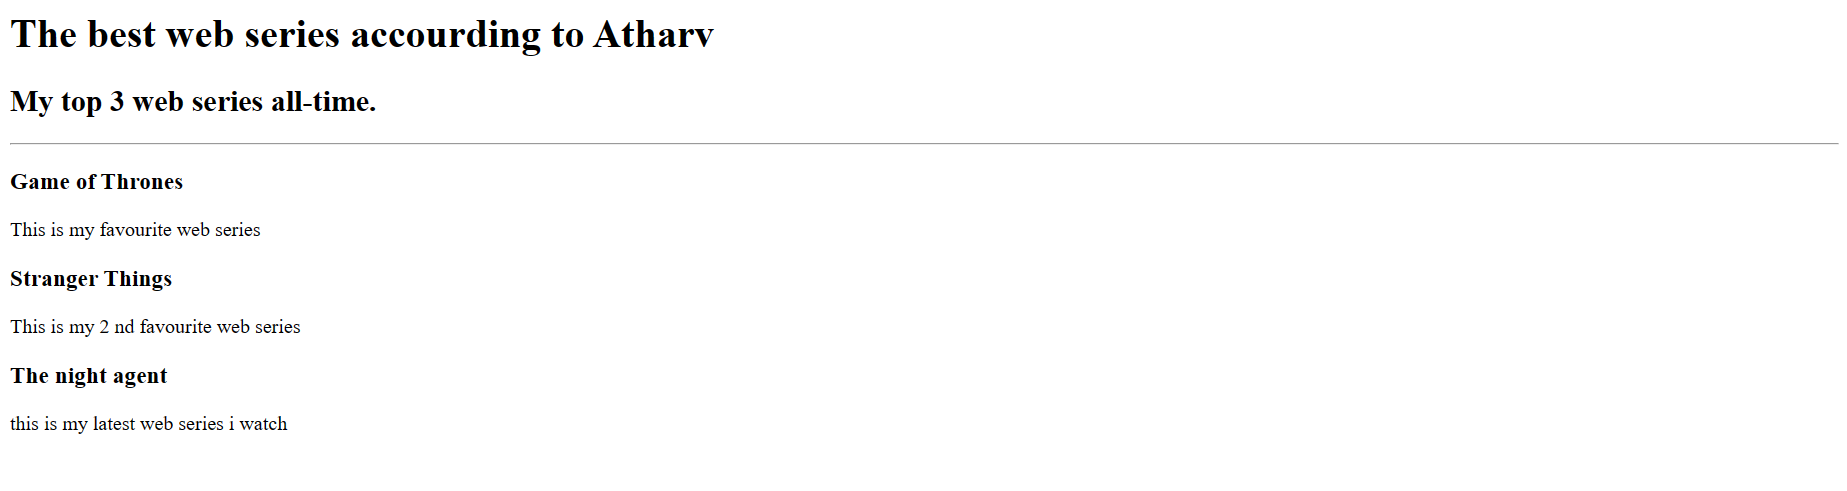 The best web series accourding to Atharv
My top 3 web series all-time.
Game of Thrones
This is my favourite web series
Stranger Things
This is my 2 nd favourite web series
The night agent
this is my latest web series i watch